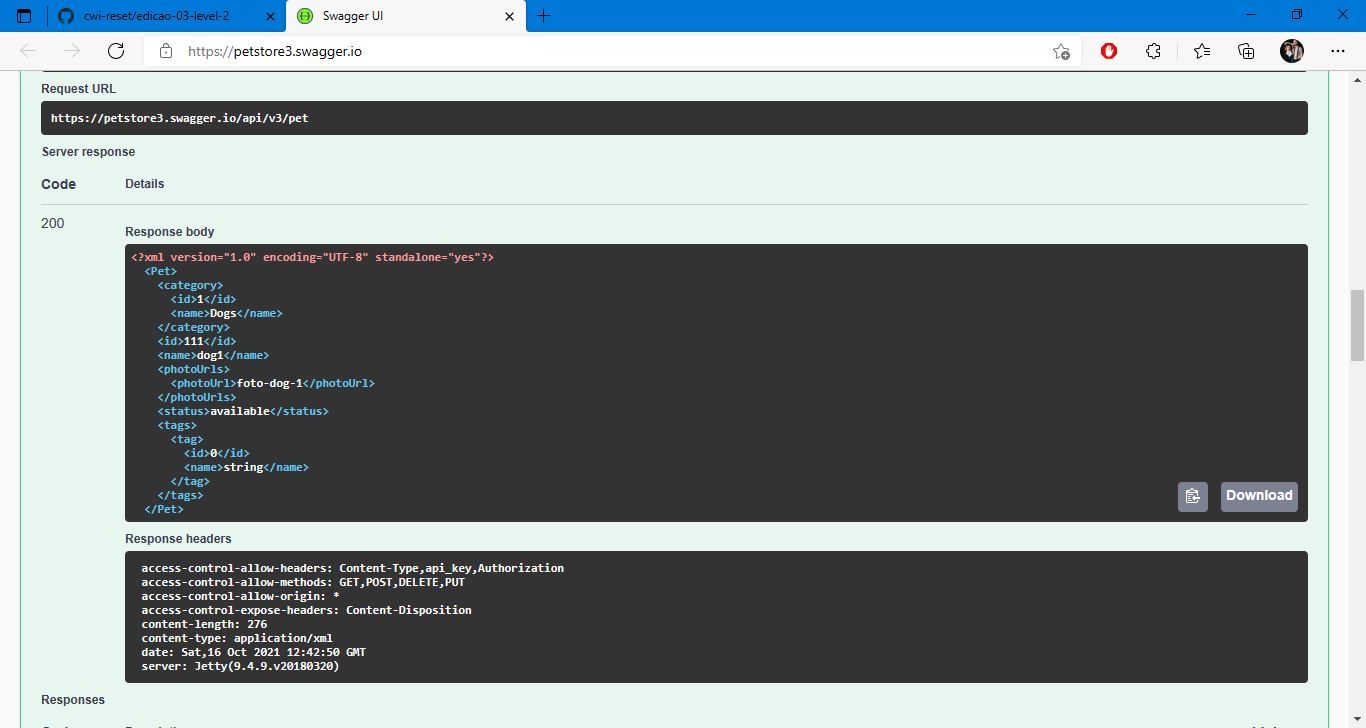 cwi-reset/edicao-03-level-2
Swagger UI
https://petstore3.swagger.io
Request URL
https://petstore3.swagger.io/api/v3/pet
Server response
Code Details
200
Response body
<?xml version="1.0" encoding="UTF-8" standalone="yes"?>
<Pet>
<category>
<id>1</id>
<name>Dogs</name>
</category>
<id>111</id>
<name>dog1</name>
<photoUrls>
<photoUrl>foto-dog-1</photoUrl>
</photoUrls>
<status>available</status>
<tags>
<tag>
<id>0</id>
<name>string</name>
</tag>
</tags>
</Pet>
Download
Response headers
access-control-allow-headers: Content-Type,api_key,Authorization
access-control-allow-methods: GET,POST,DELETE,PUT
access-control-allow-origin: *
access-control-expose-headers: Content-Disposition
content-length: 276
content-type: application/xml
date: Sat,16 Oct 2021 12:42:50 GMT
server: Jetty(9.4.9.v20180320)
Responses